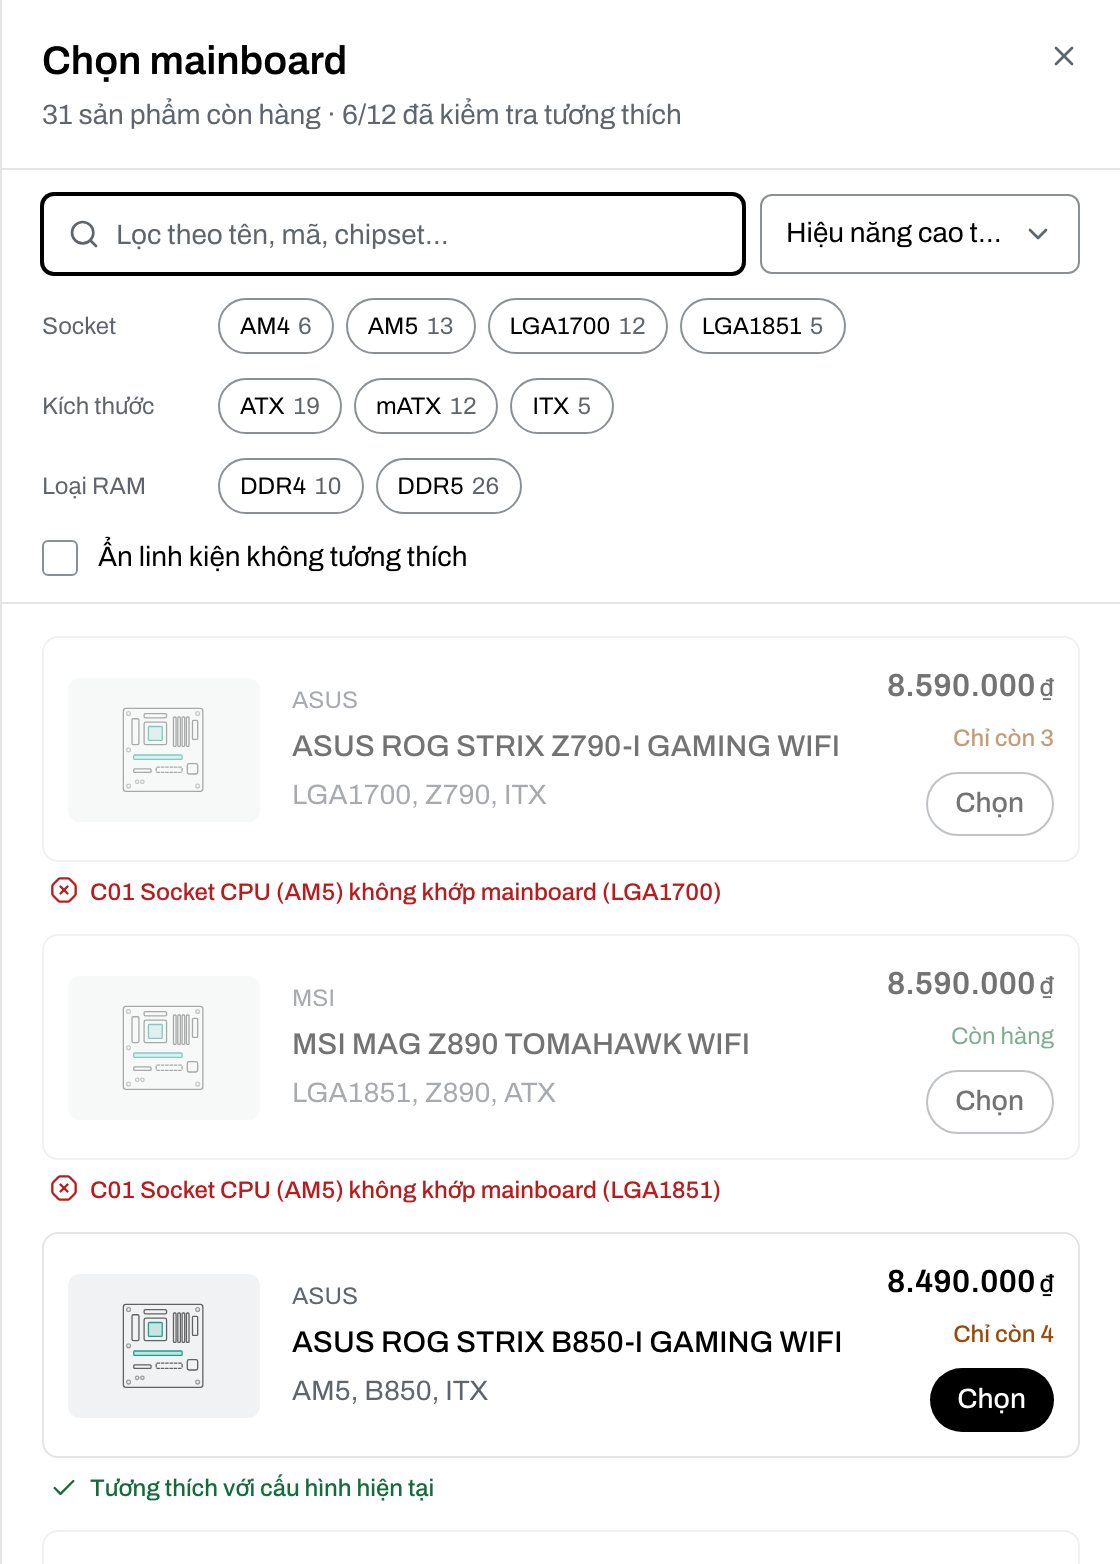 Chọn mainboard
31 sản phẩm còn hàng · 6/12 đã kiểm tra tương thích
Lọc theo tên, mã, chipset...
Hiệu năng cao t...
Socket
AM4 6
AM5 13
LGA1700 12
LGA1851 5
Kích thước
ATX 19
mATX 12
ITX 5
Loại RAM
DDR4 10
DDR5 26
Ẩn linh kiện không tương thích
ASUS
ASUS ROG STRIX Z790-I GAMING WIFI
LGA1700, Z790, ITX
8.590.000₫
Chỉ còn 3
Chọn
C01 Socket CPU (AM5) không khớp mainboard (LGA1700)
MSI
MSI MAG Z890 TOMAHAWK WIFI
LGA1851, Z890, ATX
8.590.000₫
Còn hàng
Chọn
C01 Socket CPU (AM5) không khớp mainboard (LGA1851)
ASUS
ASUS ROG STRIX B850-I GAMING WIFI
AM5, B850, ITX
8.490.000₫
Chỉ còn 4
Chọn
Tương thích với cấu hình hiện tại